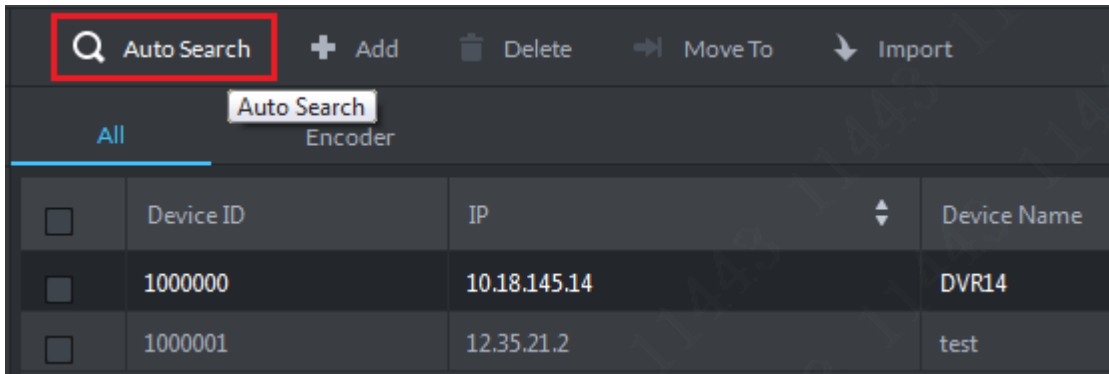 Auto Search Add Delete Move To Import
Auto Search
All Encoder
Device ID IP Device Name
1000000 10.18.145.14 DVR14
1000001 12.35.21.2 test
11443